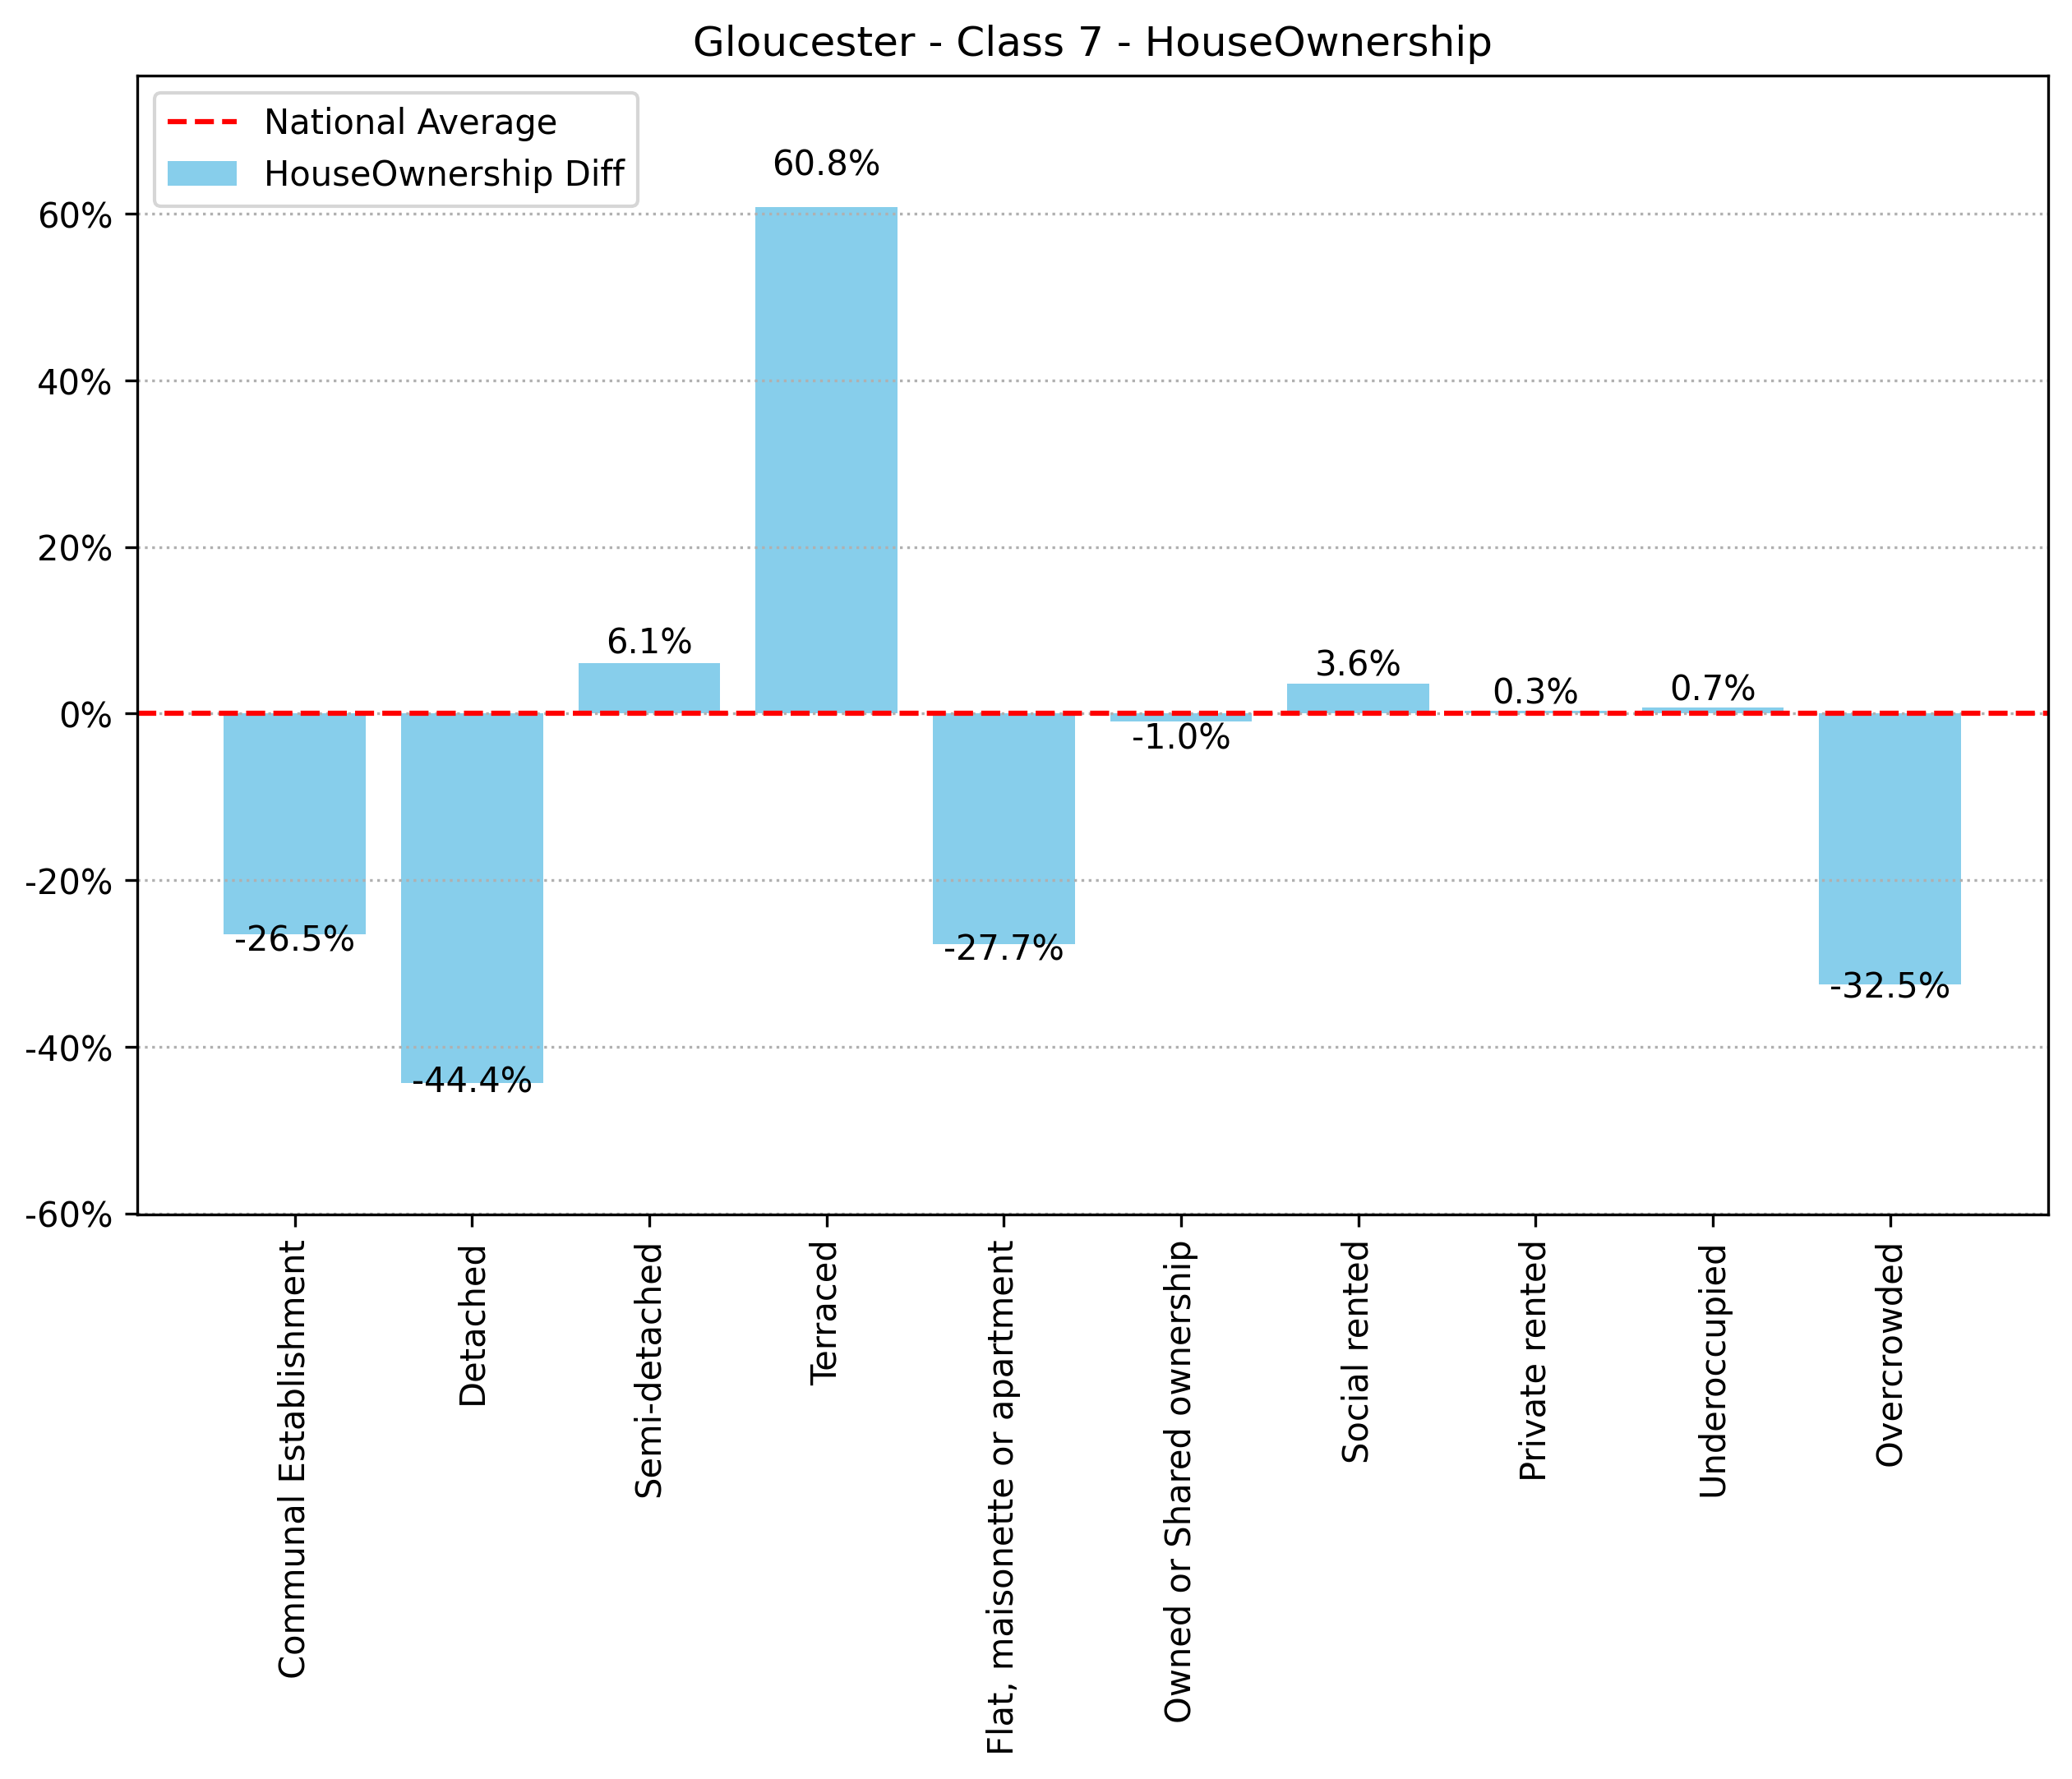 Gloucester - Class 7 - HouseOwnership
National Average
HouseOwnership Diff
60%
40%
20%
0%
-20%
-40%
-60%
-26.5%
-44.4%
6.1%
60.8%
-27.7%
-1.0%
3.6%
0.3%
0.7%
-32.5%
Communal Establishment
Detached
Semi-detached
Terraced
Flat, maisonette or apartment
Owned or Shared ownership
Social rented
Private rented
Underoccupied
Overcrowded